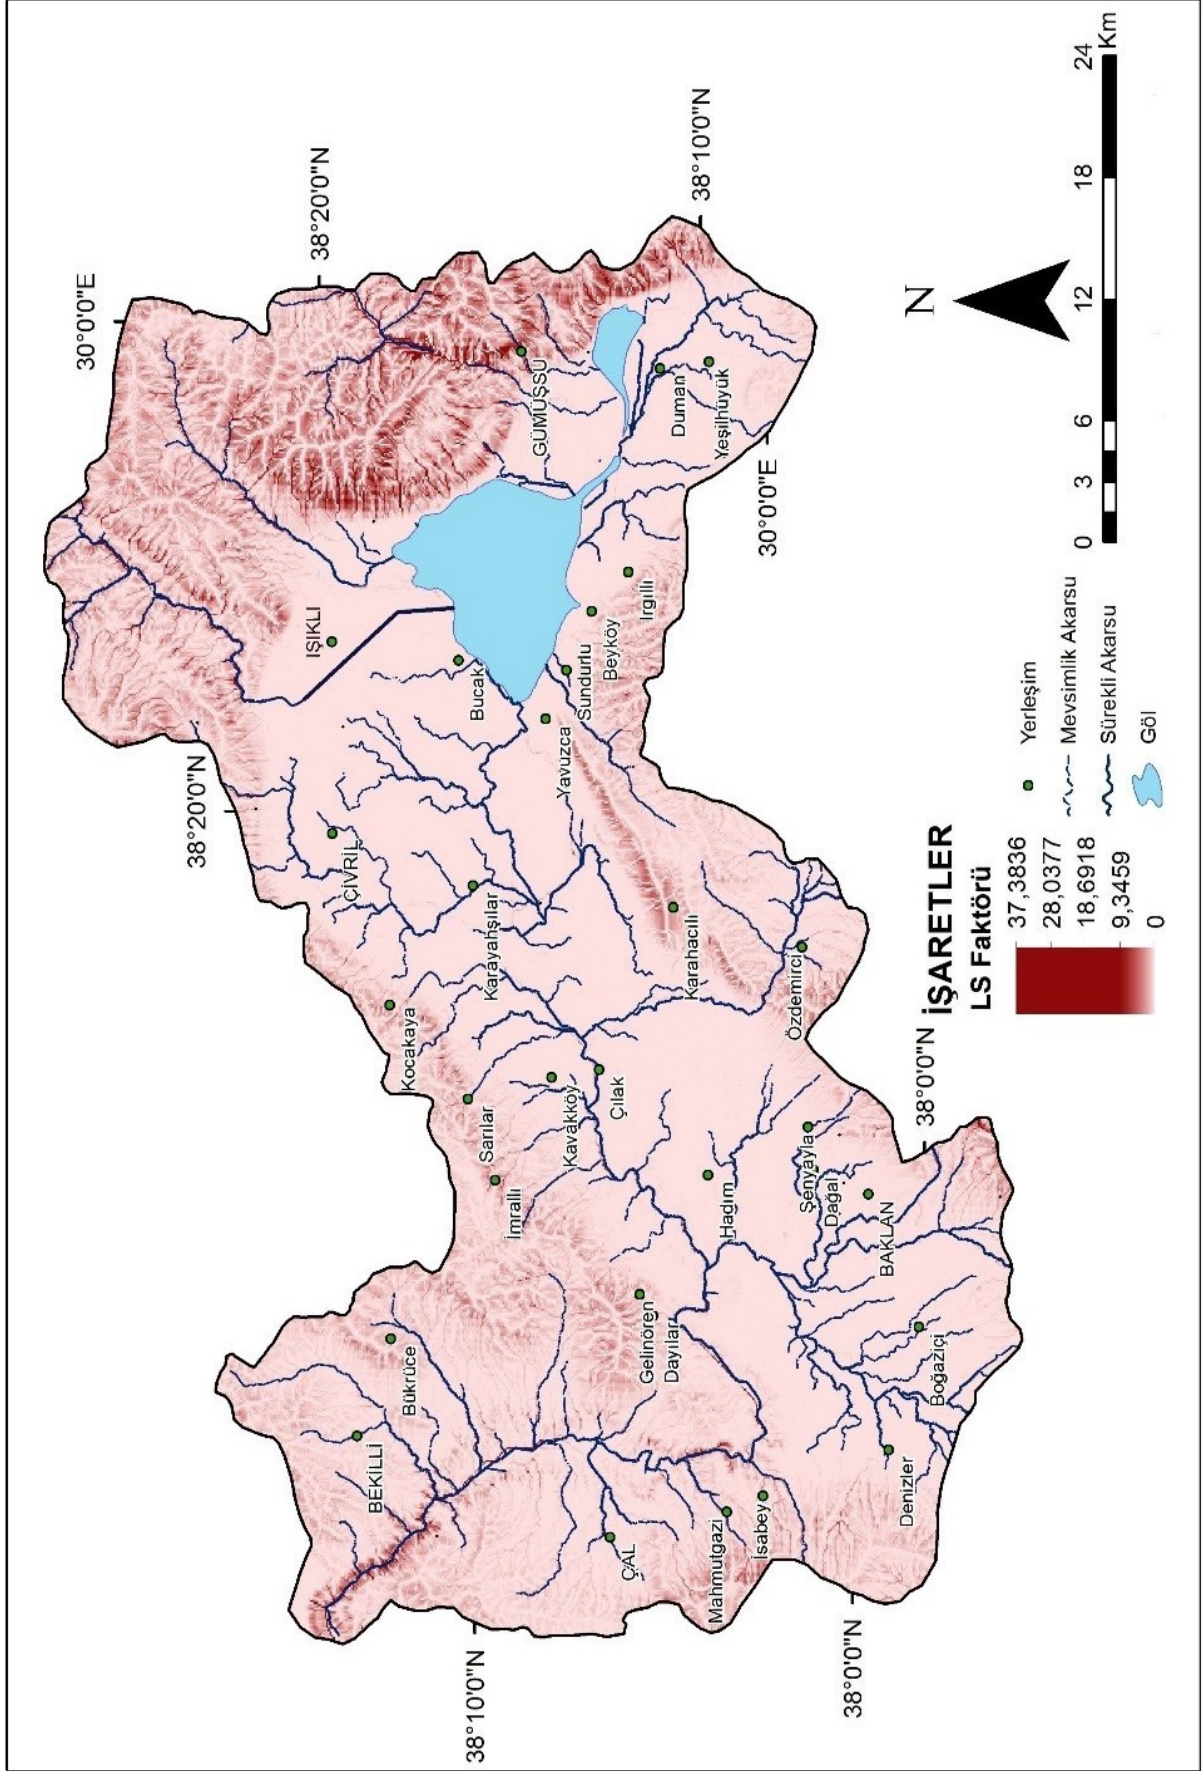 30°0'0"E
38°20'0"N
IŞIKLI
38°20'0"N
ÇİVRİL
BEKİLLİ
Bükrüce
Kocakaya
38°10'0"N
Bucak
Sarılar
Karayahşılar
İmrallı
GÜMÜŞSU
Yavuzca
Kavakköy
Sundurlu
Beyköy
Çılak
ÇAL
Irgıllı
Gelinören
Dayılar
Duman
Karahacılı
38°10'0"N
Mahmutgazi
Yeşilhüyük
Hadım
İsabey
30°0'0"E
Özdemirci
Şenyayla
Dağal
38°0'0"N
BAKLAN
Denizler
38°0'0"N
Boğaziçi
N
İŞARETLER
LS Faktörü
37,3836
28,0377
18,6918
9,3459
0
Yerleşim
Mevsimlik Akarsu
Sürekli Akarsu
Göl
0 3 6 12 18 24
Km